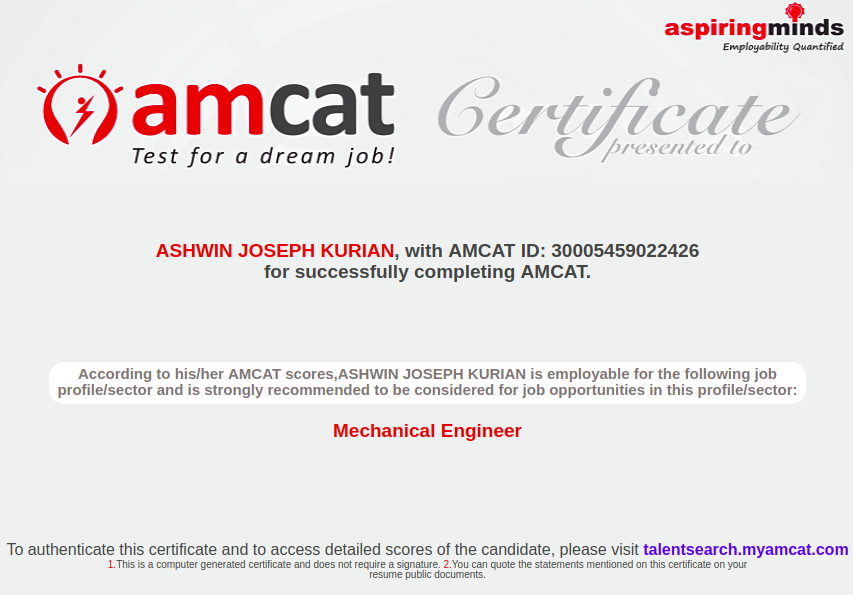 aspiringminds
Employability Quantified
amcat
Test for a dream job!
Certificate
presented to
ASHWIN JOSEPH KURIAN, with AMCAT ID: 30005459022426
for successfully completing AMCAT.
According to his/her AMCAT scores,ASHWIN JOSEPH KURIAN is employable for the following job
profile/sector and is strongly recommended to be considered for job opportunities in this profile/sector:
Mechanical Engineer
To authenticate this certificate and to access detailed scores of the candidate, please visit talentsearch.myamcat.com
1.This is a computer generated certificate and does not require a signature. 2.You can quote the statements mentioned on this certificate on your
resume public documents.